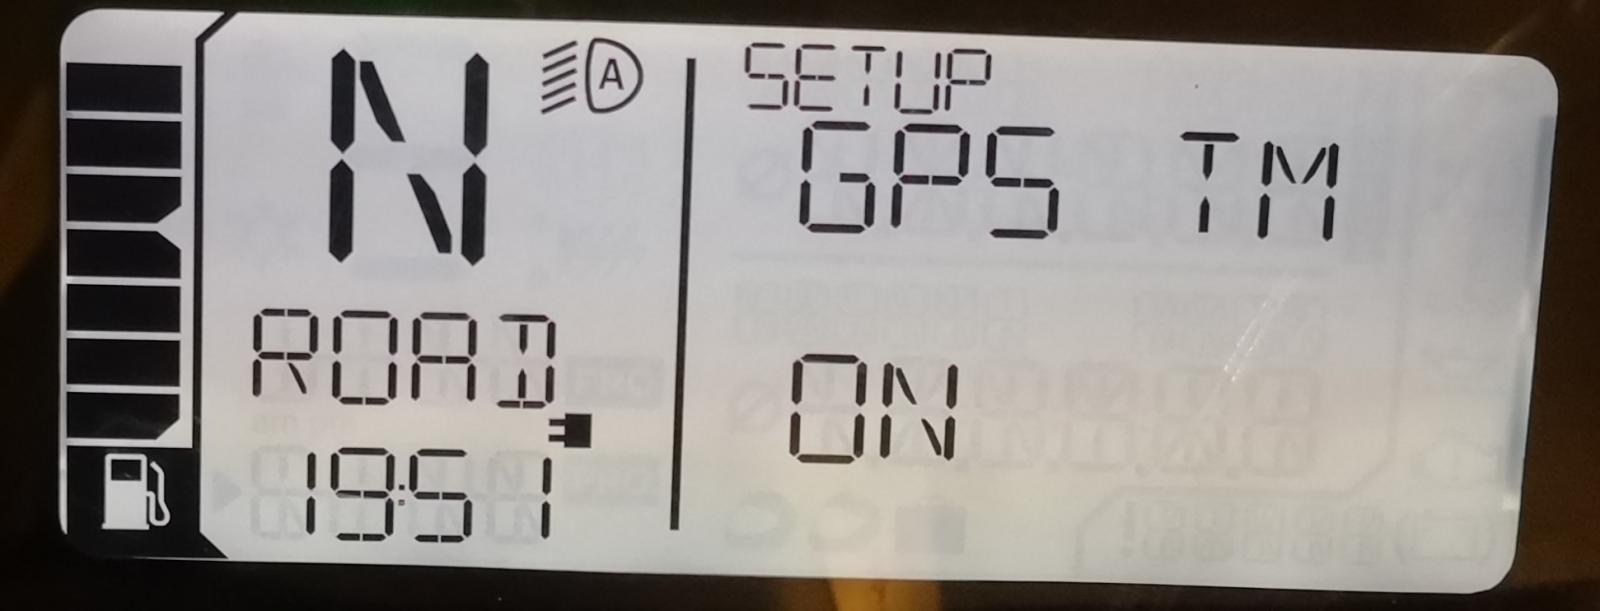 N
A
ROAD
19:51
SETUP
GPS TM
ON